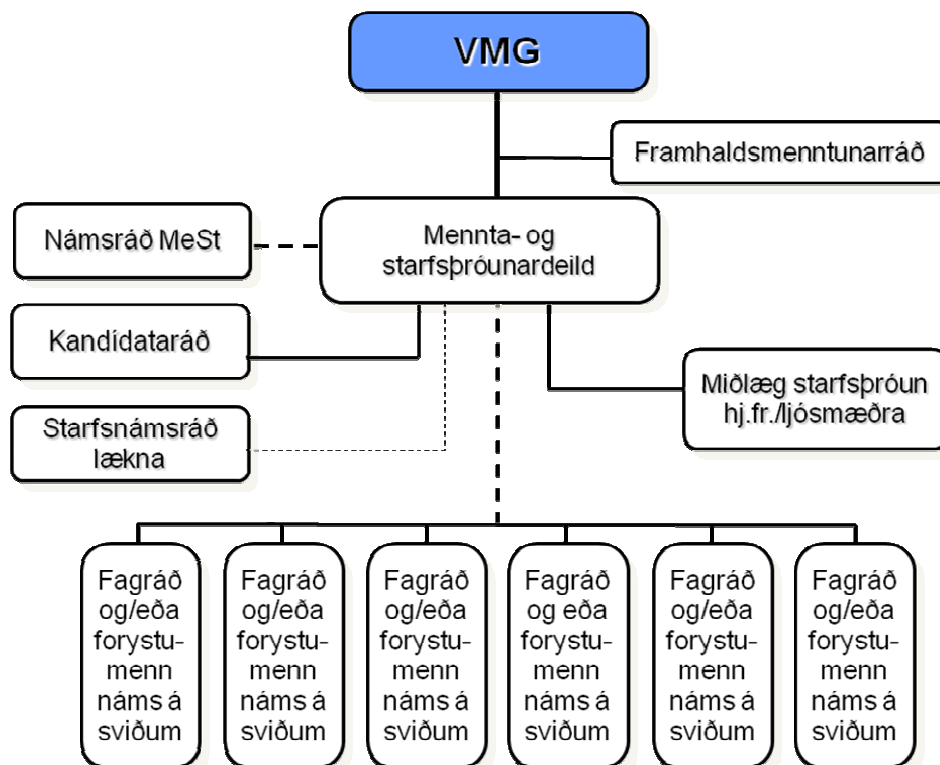 VMG
Framhaldsmenntunarráð
Námsráð MeSt
Mennta- og
starfsþróunardeild
Kandídataráð
Miðlæg starfsþróun
hj.fr./ljósmæðra
Starfsnámsráð
lækna
Fagráð
og/eða
forystu-
menn
náms á
sviðum
Fagráð
og/eða
forystu-
menn
náms á
sviðum
Fagráð
og/eða
forystu-
menn
náms á
sviðum
Fagráð
og eða
forystu-
menn
náms á
sviðum
Fagráð
og/eða
forystu-
menn
náms á
sviðum
Fagráð
og/eða
forystu-
menn
náms á
sviðum